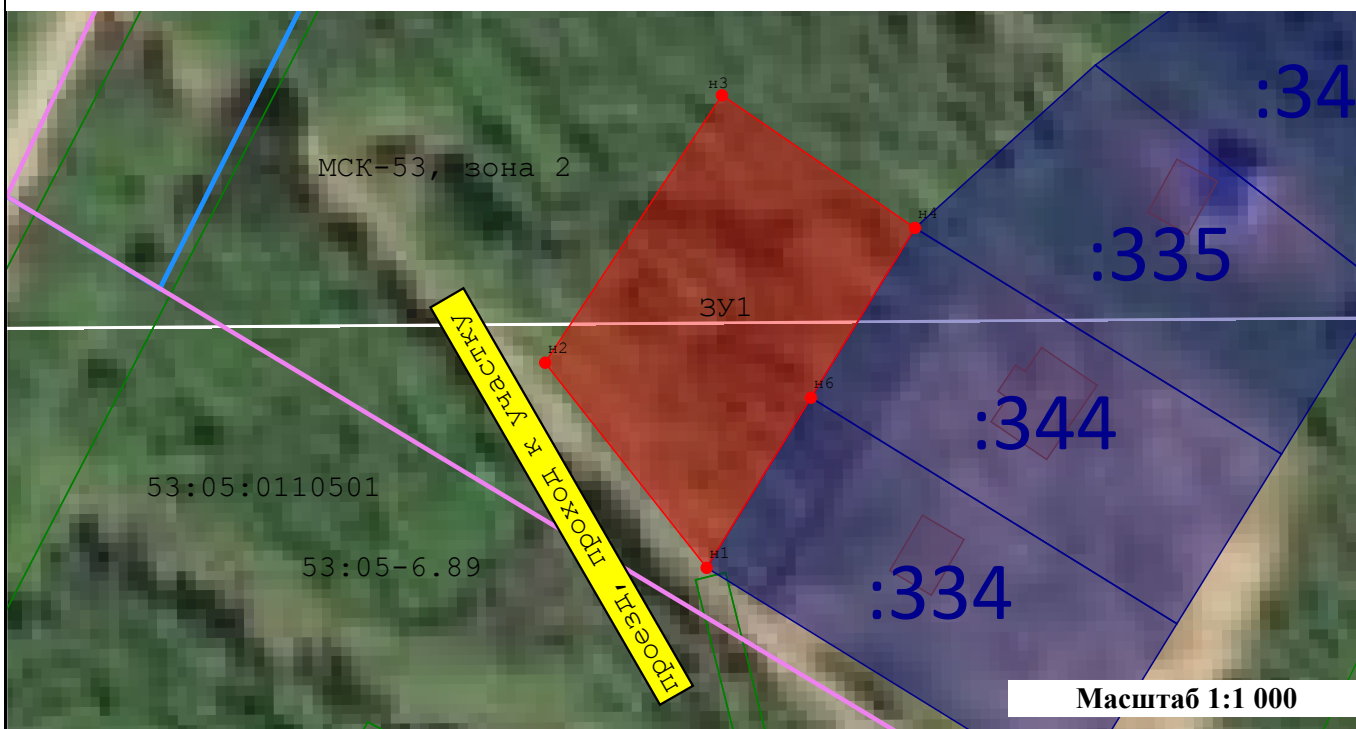 :34
н3
МСК-53, зона 2
н4
:335
ЗУ1
н2
н6
:344
проезд, проход к участку
53:05:0110501
н1
53:05-6.89
:334
Масштаб 1:1 000